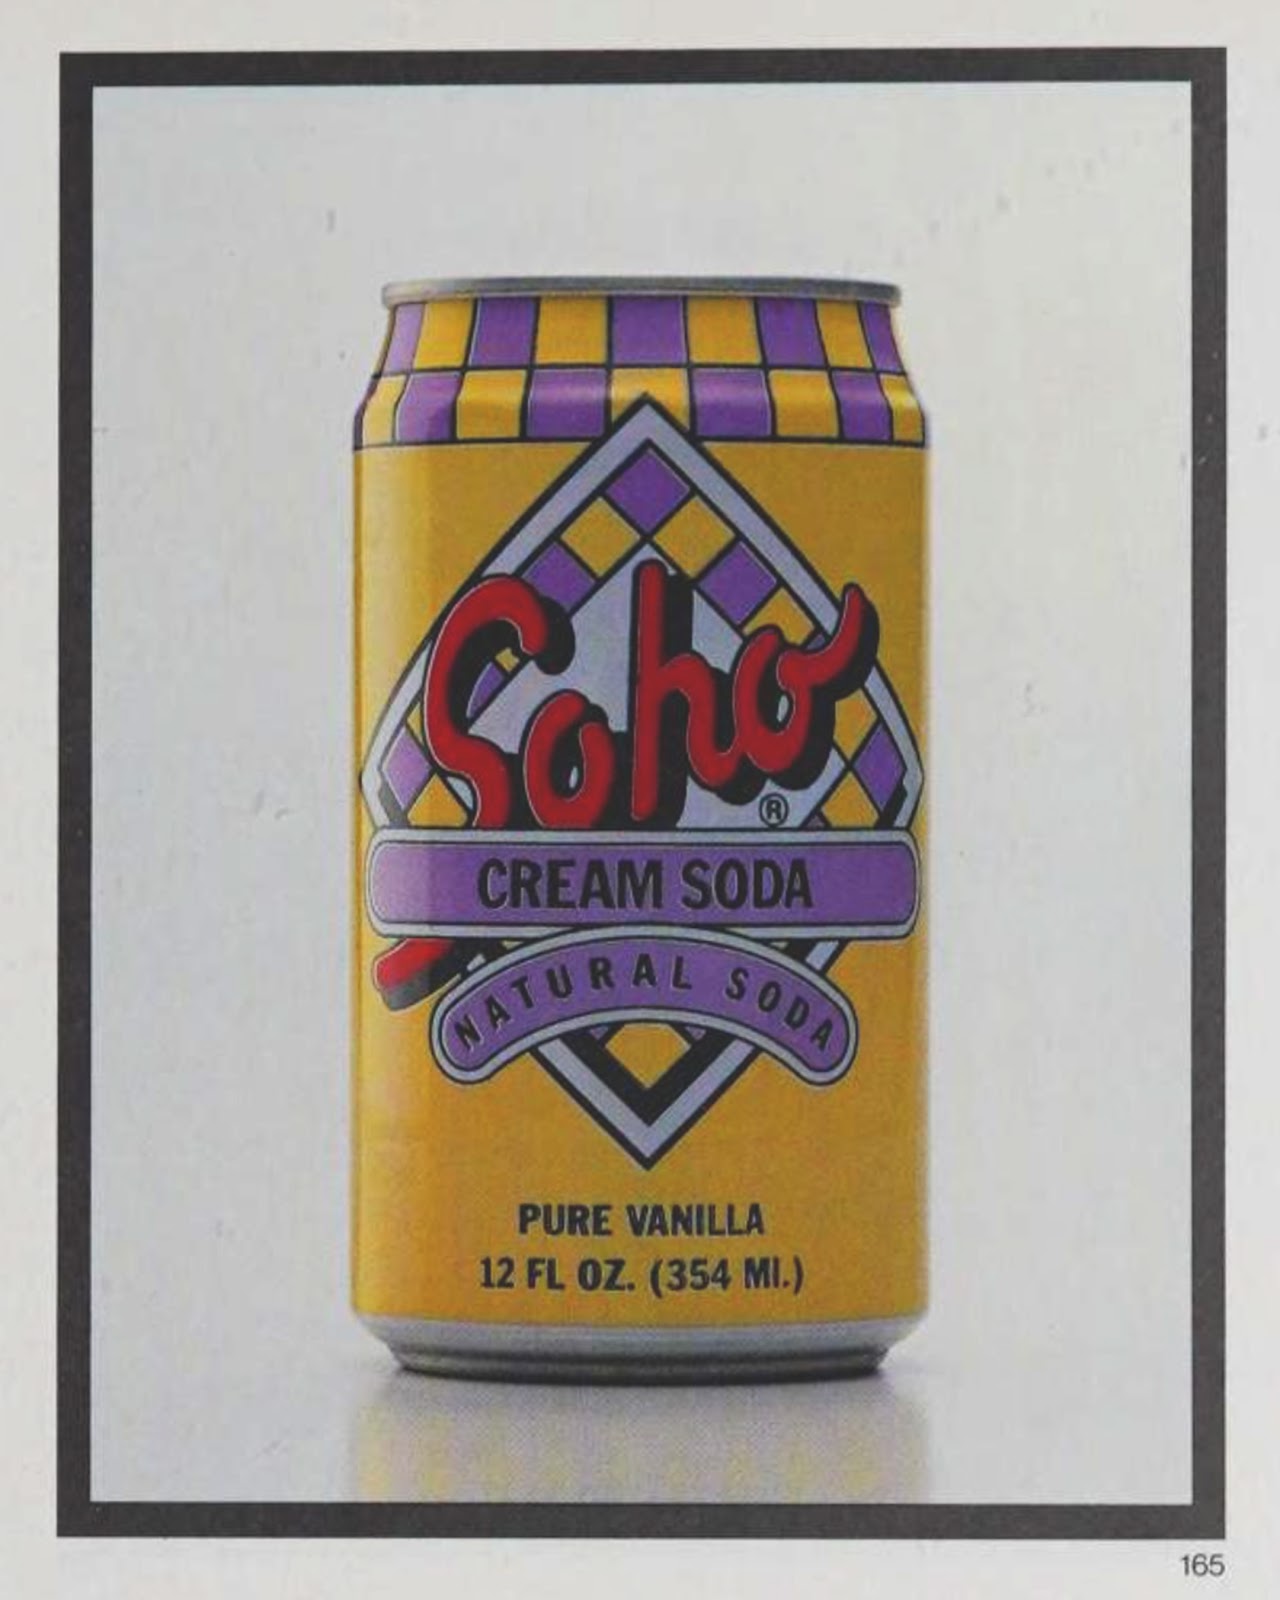 Soho
®
CREAM SODA
NATURAL SODA
PURE VANILLA
12 FL OZ. (354 Ml.)
165